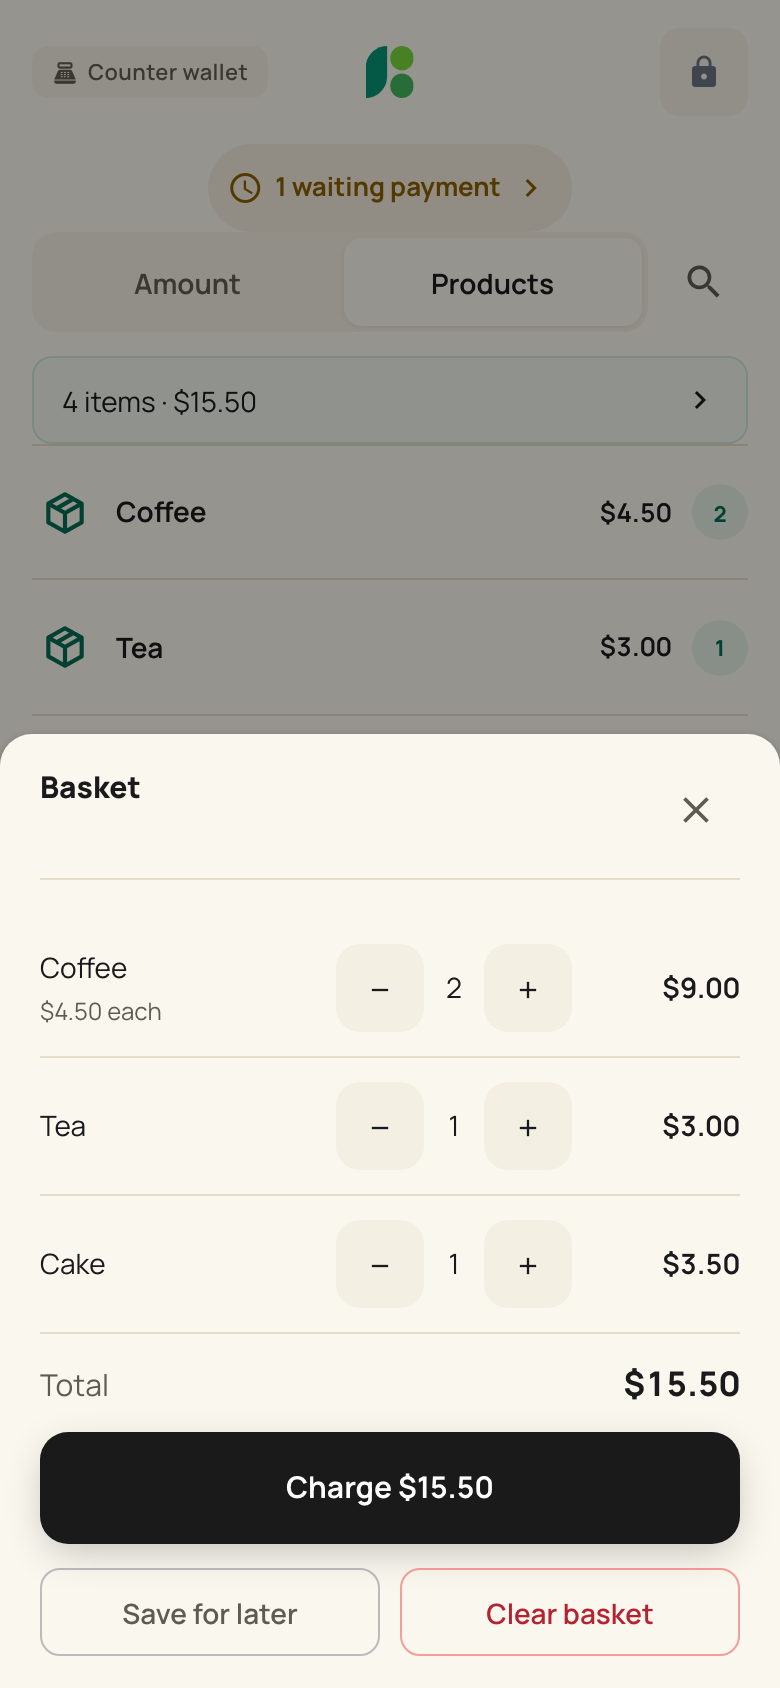 Counter wallet
1 waiting payment
Amount
Products
4 items · $15.50
Coffee
$4.50
2
Tea
$3.00
1
Basket
Coffee
$4.50 each
−
2
+
$9.00
Tea
−
1
+
$3.00
Cake
−
1
+
$3.50
Total
$15.50
Charge $15.50
Save for later
Clear basket